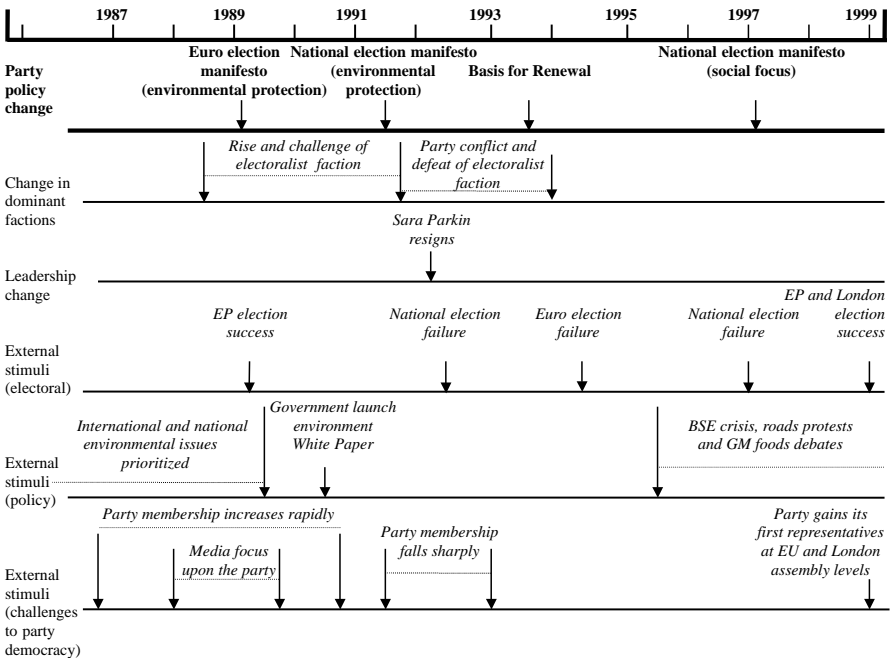 1987 1989 1991 1993 1995 1997 1999
Party
policy
change
Euro election
manifesto
(environmental protection)
National election manifesto
(environmental
protection)
Basis for Renewal
National election manifesto
(social focus)
Change in
dominant
factions
Rise and challenge of
electoralist faction
Party conflict and
defeat of electoralist
faction
Leadership
change
Sara Parkin
resigns
External
stimuli
(electoral)
EP election
success
National election
failure
Euro election
failure
National election
failure
EP and London
election
success
External
stimuli
(policy)
International and national
environmental issues
prioritized
Government launch
environment
White Paper
BSE crisis, roads protests
and GM foods debates
External
stimuli
(challenges
to party
democracy)
Party membership increases rapidly
Media focus
upon the party
Party membership
falls sharply
Party gains its
first representatives
at EU and London
assembly levels